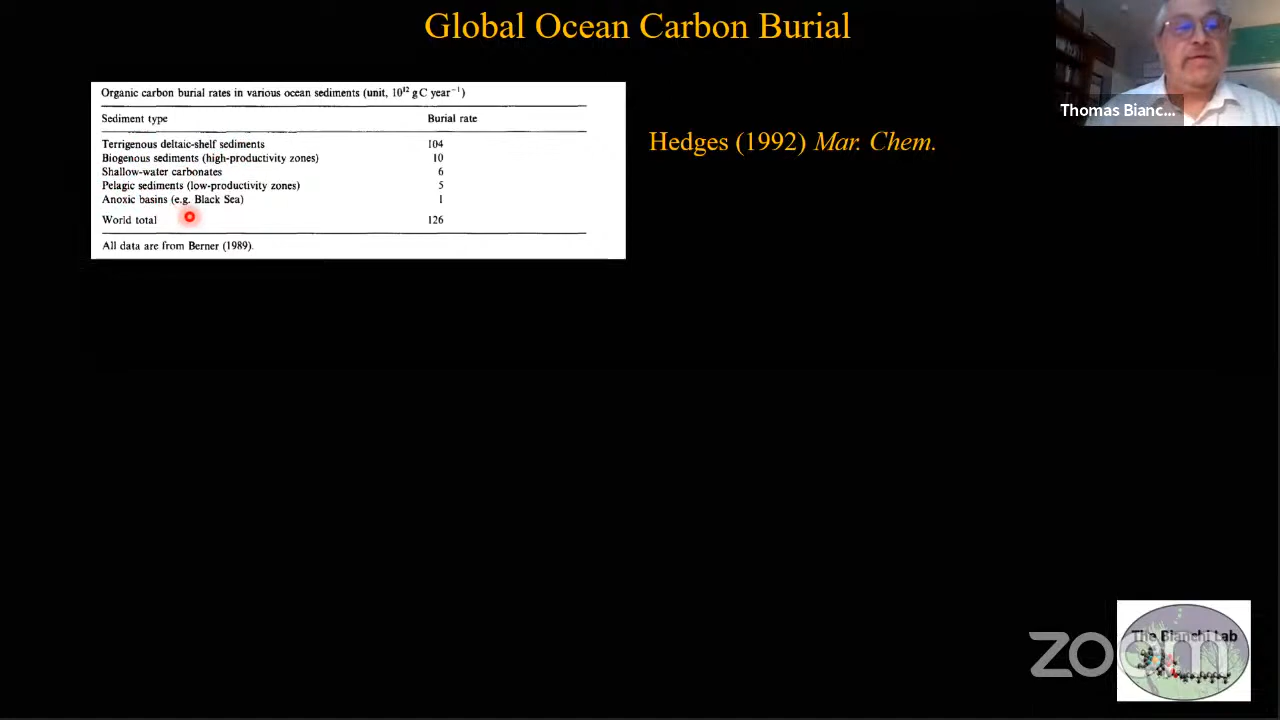 Global Ocean Carbon Burial
Organic carbon burial rates in various ocean sediments (unit, 10¹² g C year⁻¹)
Sediment type Burial rate
Terrigenous deltaic-shelf sediments 104
Biogenous sediments (high-productivity zones) 10
Shallow-water carbonates 6
Pelagic sediments (low-productivity zones) 5
Anoxic basins (e.g. Black Sea) 1
World total 126
All data are from Berner (1989).
Hedges (1992) Mar. Chem.
Thomas Bianc...
The Bianchi Lab
zoom